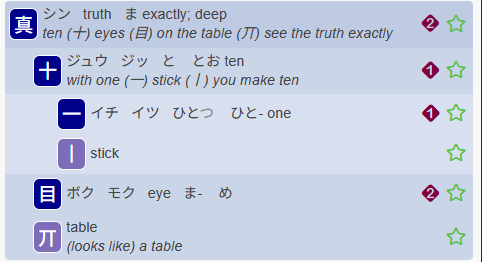 真 シン truth ま exactly; deep 2
ten (十) eyes (目) on the table (丌) see the truth exactly
十 ジュウ ジッ と とお ten 1
with one (一) stick (丨) you make ten
一 イチ イツ ひとつ ひと- one 1
丨 stick
目 ボク モク eye ま- め 2
丌 table
(looks like) a table